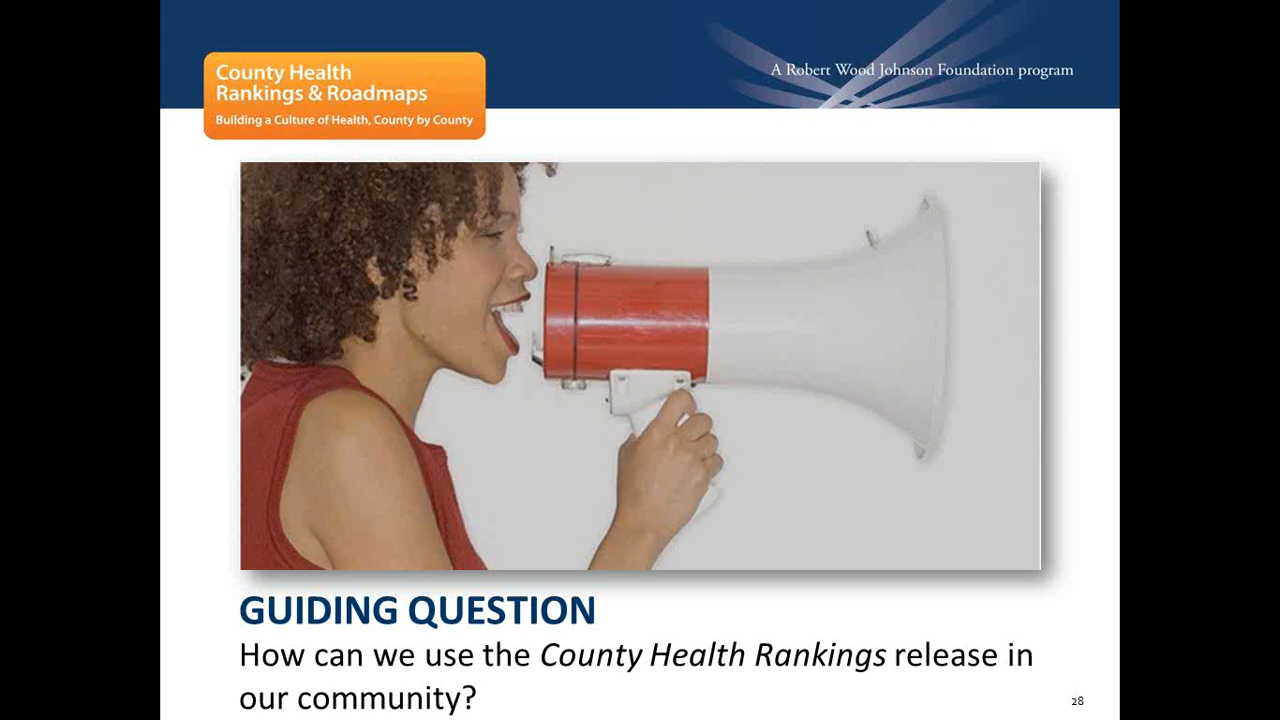 County Health
Rankings & Roadmaps
Building a Culture of Health, County by County
A Robert Wood Johnson Foundation program
GUIDING QUESTION
How can we use the County Health Rankings release in
our community?
28